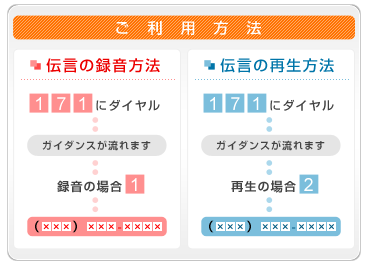 ご利用方法
伝言の録音方法
171にダイヤル
ガイダンスが流れます
録音の場合1
(×××) ×××-××××
伝言の再生方法
171にダイヤル
ガイダンスが流れます
再生の場合2
(×××) ×××-××××